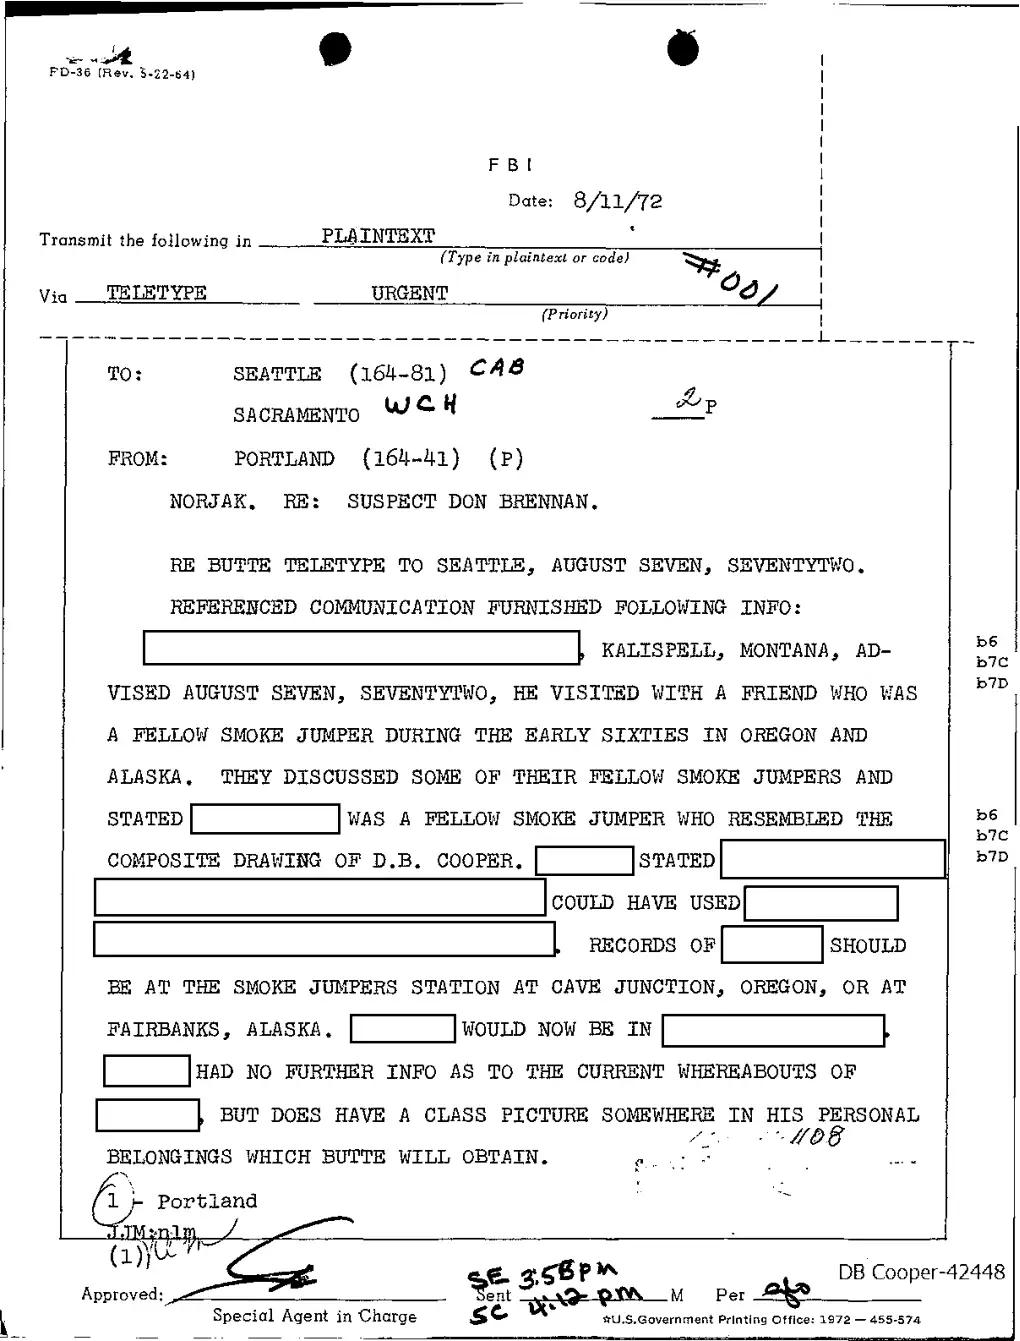 FD-36 (Rev. 5-22-64)
F B I
Date: 8/11/72
Transmit the following in PLAINTEXT
(Type in plaintext or code)
#001
Via TELETYPE URGENT
(Priority)
TO: SEATTLE (164-81) CAB
SACRAMENTO WCH
2 P
FROM: PORTLAND (164-41) (P)
NORJAK. RE: SUSPECT DON BRENNAN.
RE BUTTE TELETYPE TO SEATTLE, AUGUST SEVEN, SEVENTYTWO.
REFERENCED COMMUNICATION FURNISHED FOLLOWING INFO:
, KALISPELL, MONTANA, AD-
b6
b7C
b7D
VISED AUGUST SEVEN, SEVENTYTWO, HE VISITED WITH A FRIEND WHO WAS
A FELLOW SMOKE JUMPER DURING THE EARLY SIXTIES IN OREGON AND
ALASKA. THEY DISCUSSED SOME OF THEIR FELLOW SMOKE JUMPERS AND
STATED WAS A FELLOW SMOKE JUMPER WHO RESEMBLED THE
b6
b7C
b7D
COMPOSITE DRAWING OF D.B. COOPER. STATED
COULD HAVE USED
. RECORDS OF SHOULD
BE AT THE SMOKE JUMPERS STATION AT CAVE JUNCTION, OREGON, OR AT
FAIRBANKS, ALASKA. WOULD NOW BE IN .
HAD NO FURTHER INFO AS TO THE CURRENT WHEREABOUTS OF
, BUT DOES HAVE A CLASS PICTURE SOMEWHERE IN HIS PERSONAL
1108
BELONGINGS WHICH BUTTE WILL OBTAIN.
1 - Portland
JJM:nlm
(1)
SE 3:58 PM
DB Cooper-42448
Approved: Sent 4:12 PM M Per
SC
Special Agent in Charge
☆U.S.Government Printing Office: 1972 — 455-574